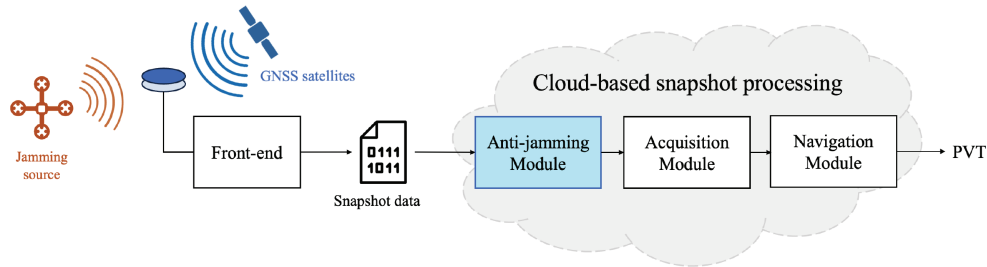 GNSS satellites
Jamming
source
Front-end
0111
1011
Snapshot data
Cloud-based snapshot processing
Anti-jamming
Module
Acquisition
Module
Navigation
Module
PVT